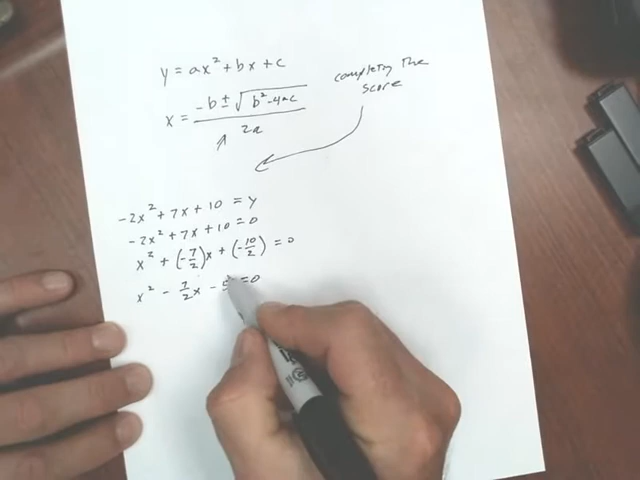 y = ax² + bx + c
x = −b ± √b² - 4ac / 2a
completing the
score
-2x² + 7x + 10 = y
-2x² + 7x + 10 = 0
x² + (-7/2)x + (-10/2) = 0
x² - 7/2x - 5 = 0